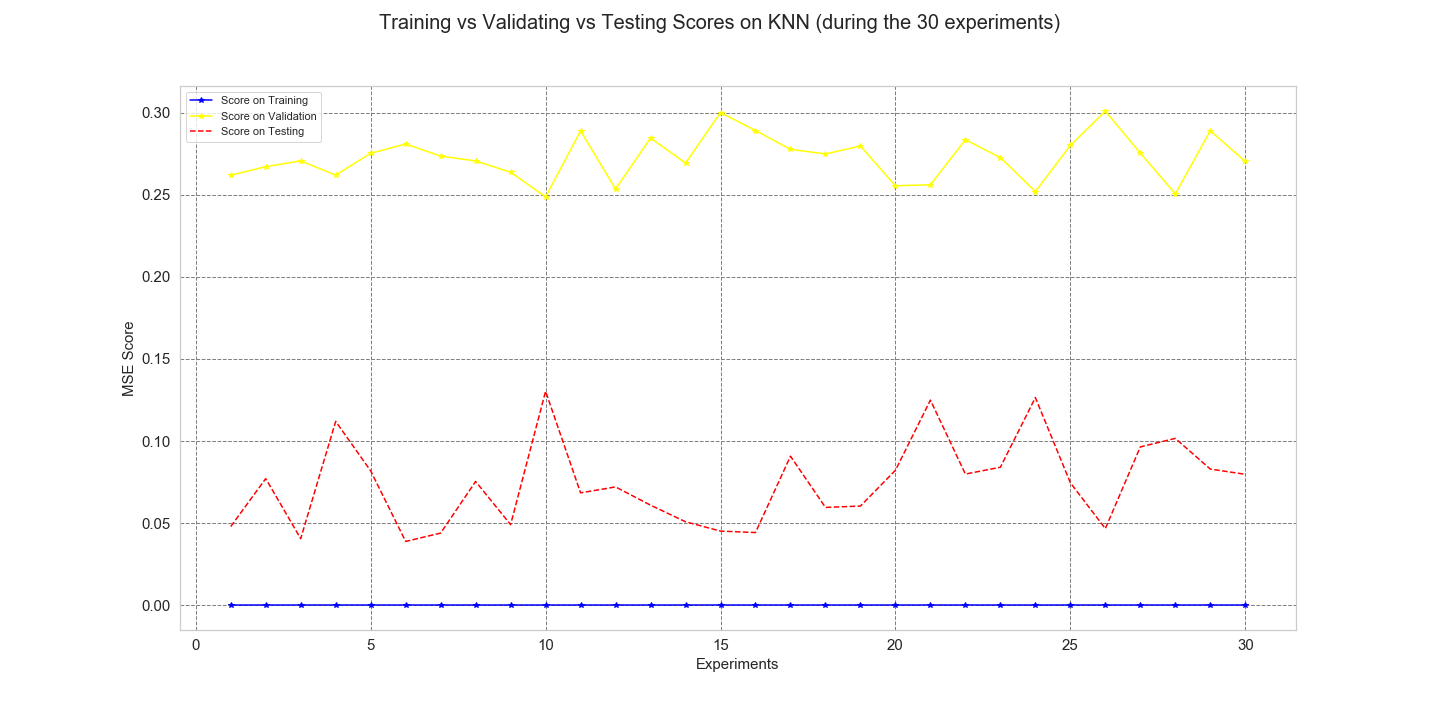 Training vs Validating vs Testing Scores on KNN (during the 30 experiments)
Score on Training
Score on Validation
Score on Testing
0.30
0.25
0.20
0.15
0.10
0.05
0.00
MSE Score
0 5 10 15 20 25 30
Experiments